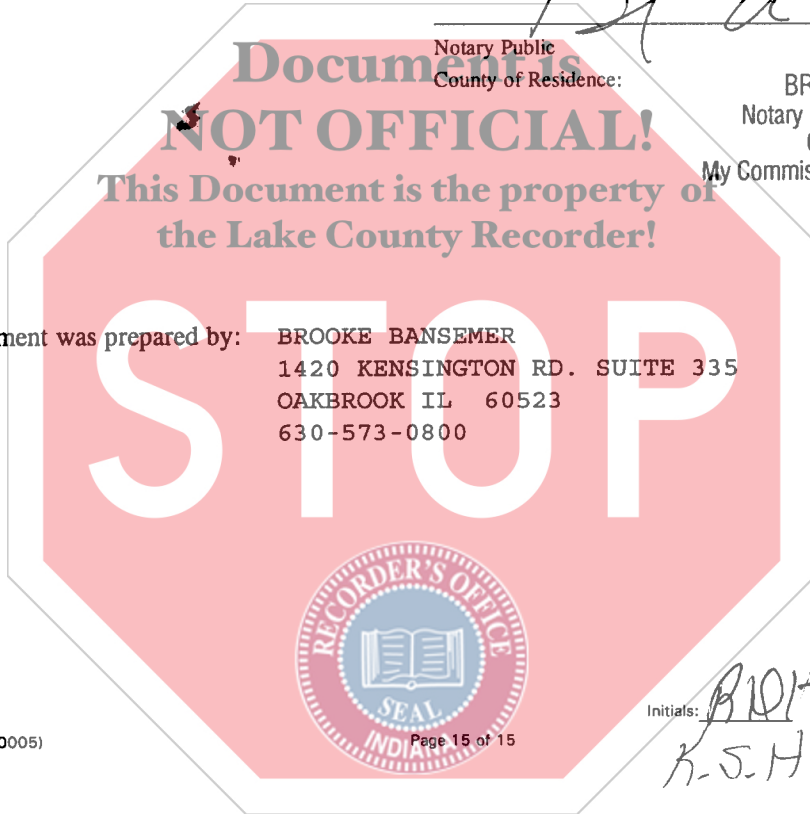 Notary Public
Document is
County of Residence:
BR
Notary
NOT OFFICIAL!
My Commis
This Document is the property of
the Lake County Recorder!
ment was prepared by: BROOKE BANSEMER
1420 KENSINGTON RD. SUITE 335
OAKBROOK IL 60523
630-573-0800
STOP
RECORDER'S OFFICE
SEAL
INDIANA
Initials: BDH
K-S.H
0005)
Page 15 of 15